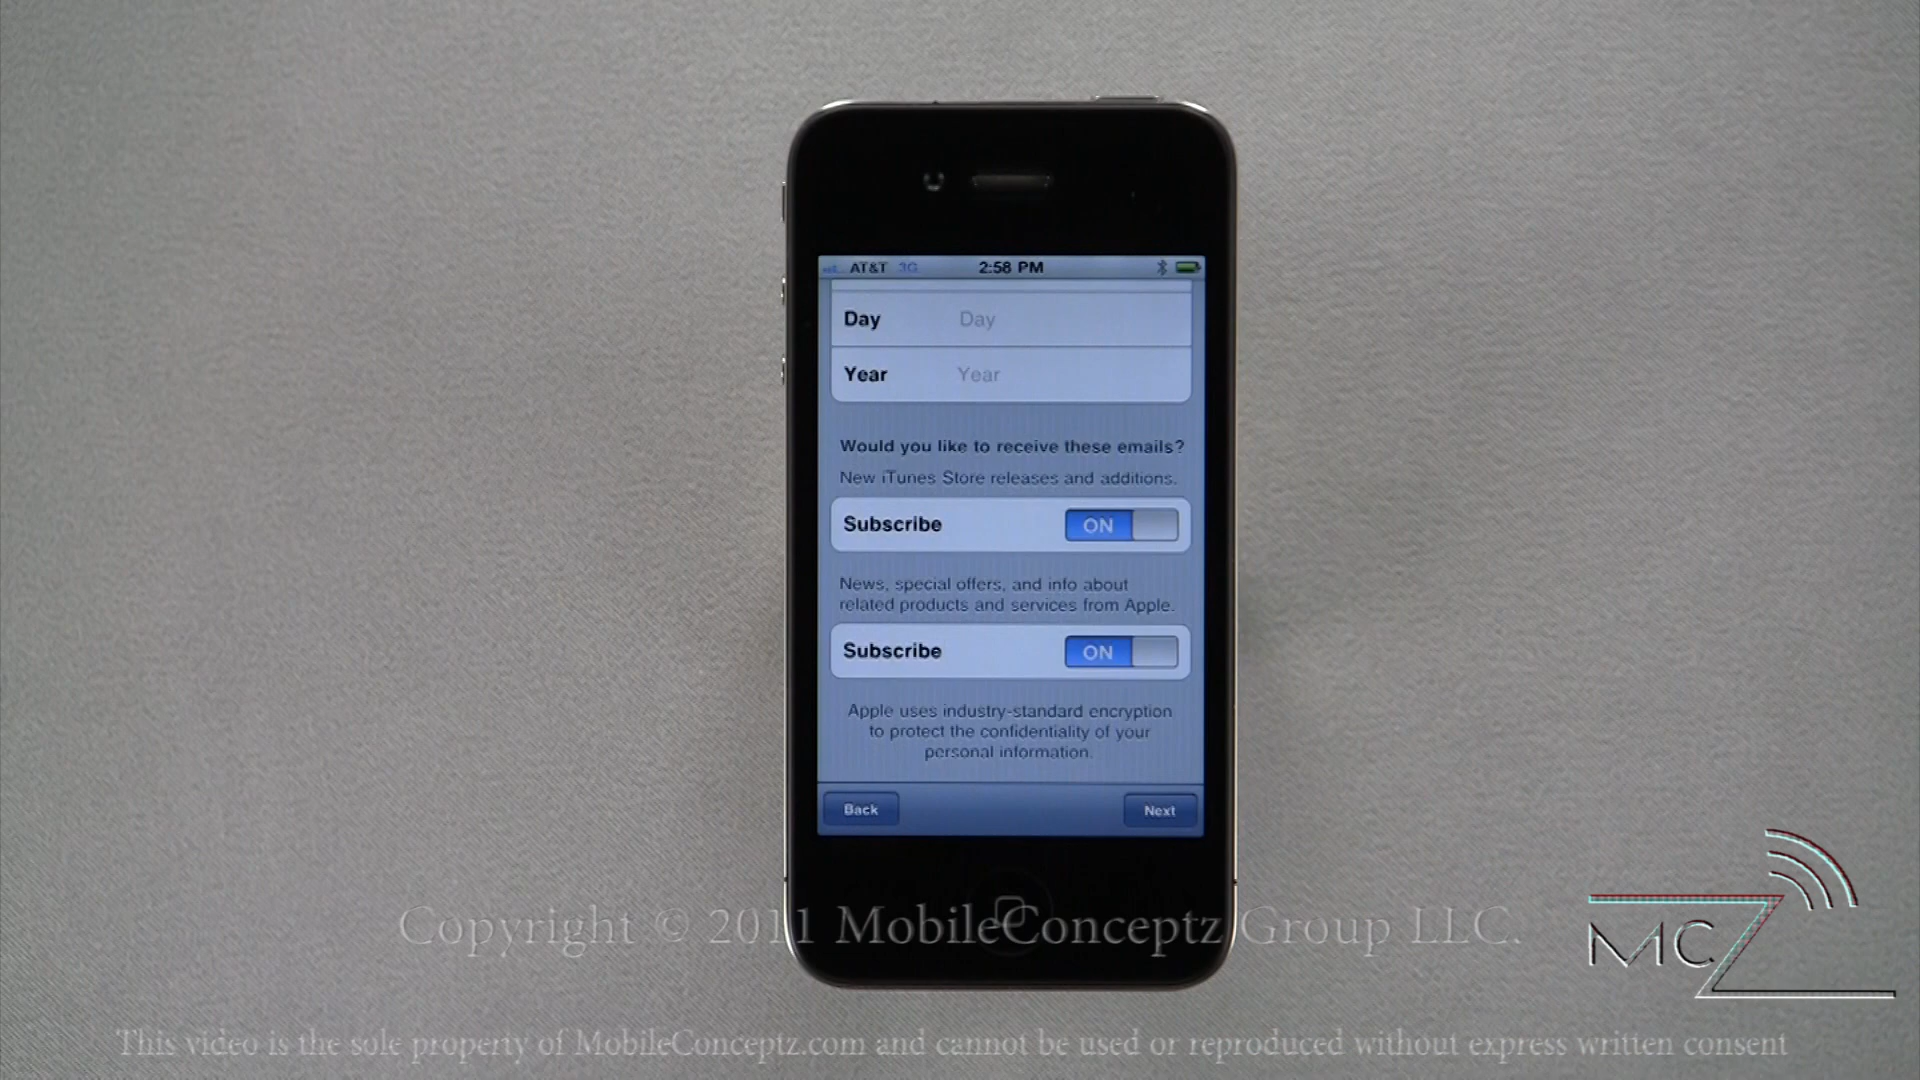 AT&T 3G 2:58 PM
Day Day
Year Year
Would you like to receive these emails?
New iTunes Store releases and additions.
Subscribe ON
News, special offers, and info about
related products and services from Apple.
Subscribe ON
Apple uses industry-standard encryption
to protect the confidentiality of your
personal information.
Back Next
Copyright © 2011 MobileConceptz Group LLC.
MCZ
This video is the sole property of MobileConceptz.com and cannot be used or reproduced without express written consent